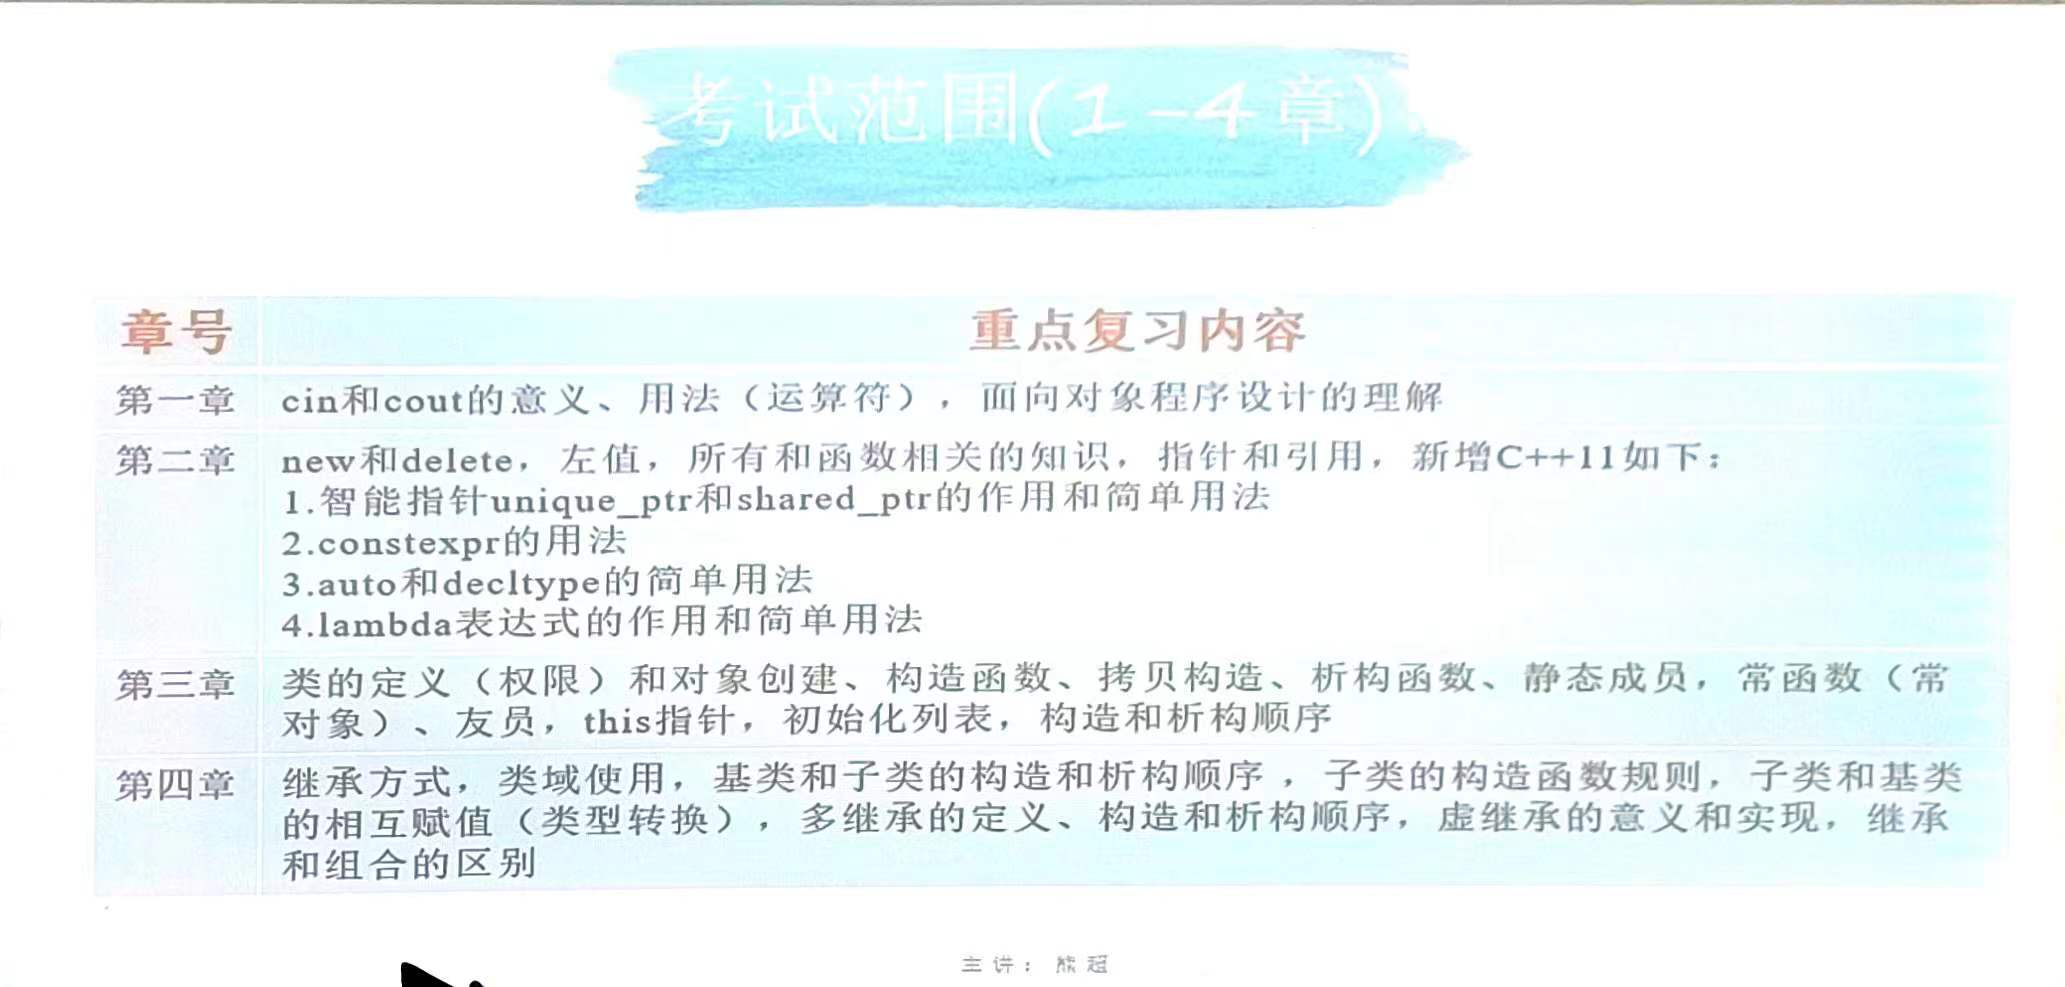 考试范围(1-4章)
章号 重点复习内容
第一章 cin和cout的意义、用法（运算符），面向对象程序设计的理解
第二章 new和delete，左值，所有和函数相关的知识，指针和引用，新增C++11如下：
1.智能指针unique_ptr和shared_ptr的作用和简单用法
2.constexpr的用法
3.auto和decltype的简单用法
4.lambda表达式的作用和简单用法
第三章 类的定义（权限）和对象创建、构造函数、拷贝构造、析构函数、静态成员，常函数（常
对象）、友员，this指针，初始化列表，构造和析构顺序
第四章 继承方式，类域使用，基类和子类的构造和析构顺序，子类的构造函数规则，子类和基类
的相互赋值（类型转换），多继承的定义、构造和析构顺序，虚继承的意义和实现，继承
和组合的区别
主讲：熊超